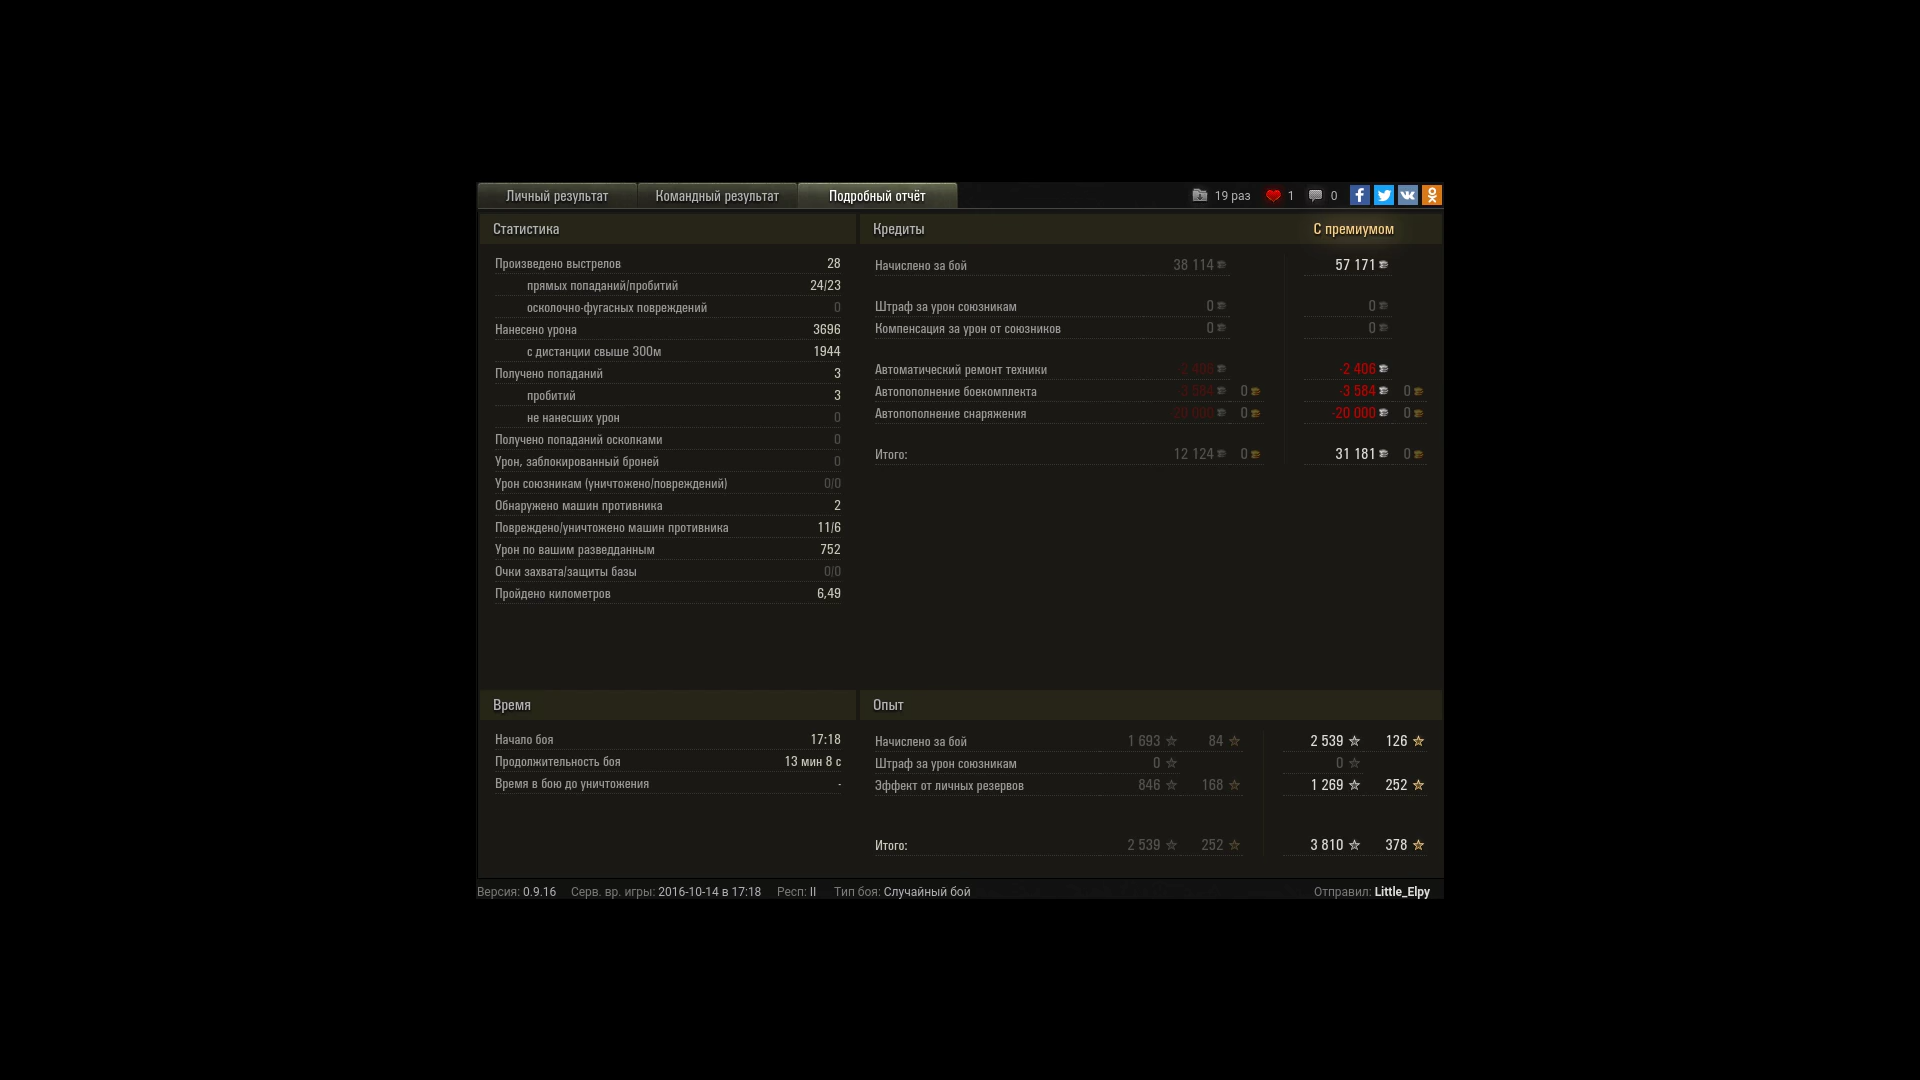 Личный результат Командный результат Подробный отчёт 19 раз 1 0
Статистика
Произведено выстрелов 28
прямых попаданий/пробитий 24/23
осколочно-фугасных повреждений 0
Нанесено урона 3696
с дистанции свыше 300м 1944
Получено попаданий 3
пробитий 3
не нанесших урон 0
Получено попаданий осколками 0
Урон, заблокированный броней 0
Урон союзникам (уничтожено/повреждений) 0/0
Обнаружено машин противника 2
Повреждено/уничтожено машин противника 11/6
Урон по вашим разведданным 752
Очки захвата/защиты базы 0/0
Пройдено километров 6,49
Кредиты С премиумом
Начислено за бой 38 114 57 171
Штраф за урон союзникам 0 0
Компенсация за урон от союзников 0 0
Автоматический ремонт техники -2 406 -2 406
Автопополнение боекомплекта -3 584 0 -3 584 0
Автопополнение снаряжения -20 000 0 -20 000 0
Итого: 12 124 0 31 181 0
Время
Начало боя 17:18
Продолжительность боя 13 мин 8 с
Время в бою до уничтожения -
Опыт
Начислено за бой 1 693 84 2 539 126
Штраф за урон союзникам 0 0
Эффект от личных резервов 846 168 1 269 252
Итого: 2 539 252 3 810 378
Версия: 0.9.16 Серв. вр. игры: 2016-10-14 в 17:18 Респ: II Тип боя: Случайный бой Отправил: Little_Elpy